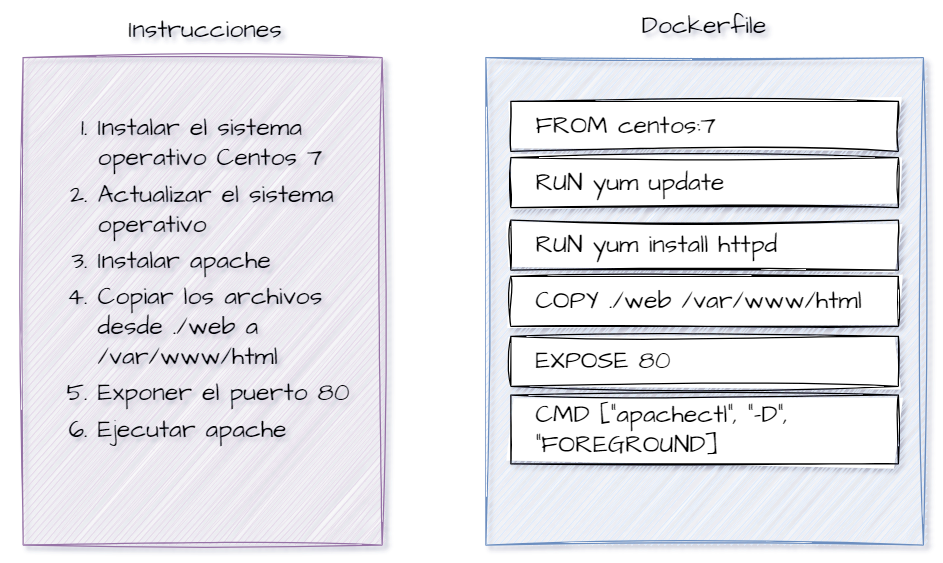 Instrucciones
1. Instalar el sistema
operativo Centos 7
2. Actualizar el sistema
operativo
3. Instalar apache
4. Copiar los archivos
desde ./web a
/var/www/html
5. Exponer el puerto 80
6. Ejecutar apache
Dockerfile
FROM centos:7
RUN yum update
RUN yum install httpd
COPY ./web /var/www/html
EXPOSE 80
CMD ["apachectl", "-D",
"FOREGROUND]